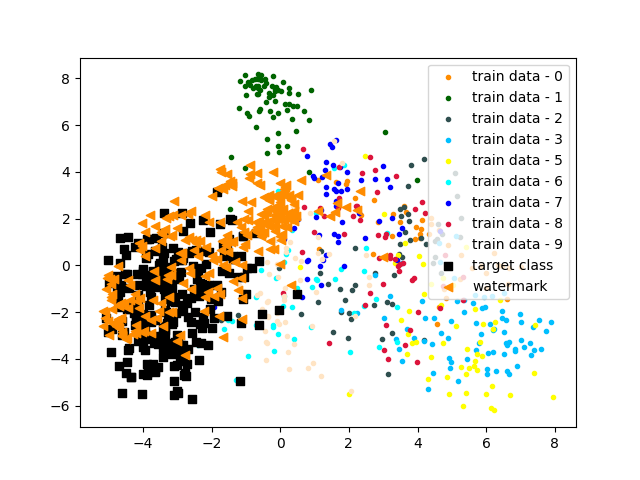 8
6
4
2
0
−2
−4
−6
−4
−2
0
2
4
6
8
train data - 0
train data - 1
train data - 2
train data - 3
train data - 5
train data - 6
train data - 7
train data - 8
train data - 9
target class
watermark